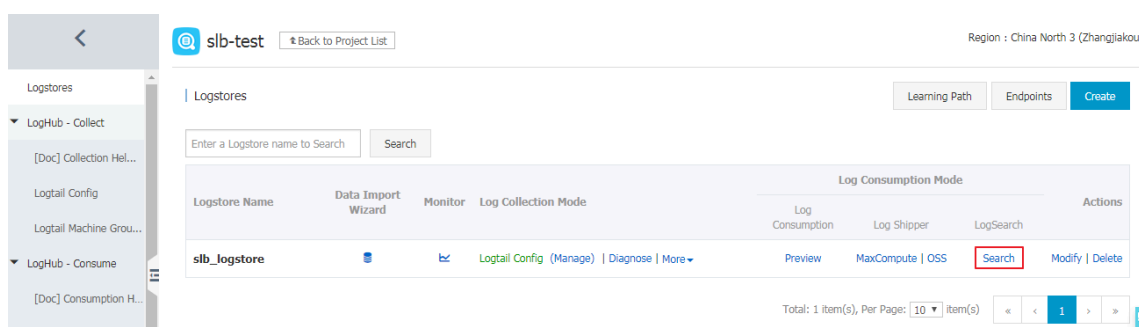 slb-test
Back to Project List
Region : China North 3 (Zhangjiakou
Logstores
LogHub - Collect
[Doc] Collection Hel...
Logtail Config
Logtail Machine Grou...
LogHub - Consume
[Doc] Consumption H...
Logstores
Learning Path
Endpoints
Create
Enter a Logstore name to Search
Search
Logstore Name
Data Import
Wizard
Monitor
Log Collection Mode
Log Consumption Mode
Log
Consumption
Log Shipper
LogSearch
Actions
slb_logstore
Logtail Config (Manage) | Diagnose | More
Preview
MaxCompute | OSS
Search
Modify | Delete
Total: 1 item(s), Per Page: 10 item(s)
« ‹ 1 › »